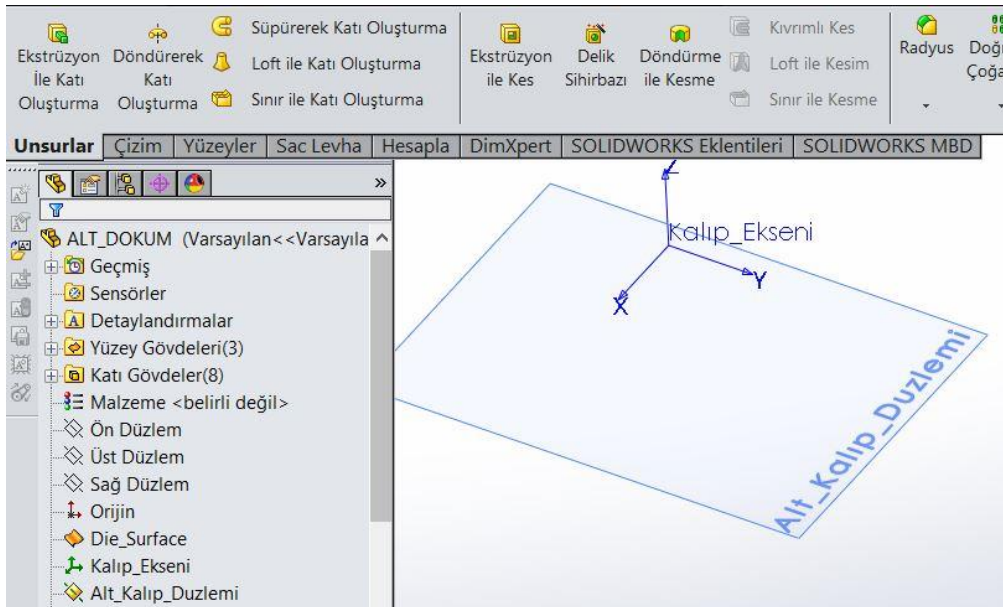 Ekstrüzyon
İle Katı
Oluşturma
Döndürerek
Katı
Oluşturma
Süpürerek Katı Oluşturma
Loft ile Katı Oluşturma
Sınır ile Katı Oluşturma
Ekstrüzyon
ile Kes
Delik
Sihirbazı
Döndürme
ile Kesme
Kıvrımlı Kes
Loft ile Kesim
Sınır ile Kesme
Radyus
Unsurlar Çizim Yüzeyler Sac Levha Hesapla DimXpert SOLIDWORKS Eklentileri SOLIDWORKS MBD
»
ALT_DOKUM (Varsayılan<<Varsayıla
Geçmiş
Sensörler
Detaylandırmalar
Yüzey Gövdeleri(3)
Katı Gövdeler(8)
Malzeme <belirli değil>
Ön Düzlem
Üst Düzlem
Sağ Düzlem
Orijin
Die_Surface
Kalıp_Ekseni
Alt_Kalıp_Duzlemi
Z
Kalıp_Ekseni
Y
X
Alt_Kalıp_Duzlemi